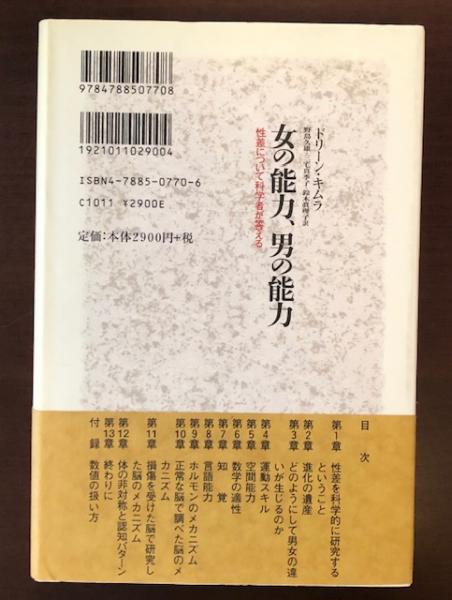 9784788507708
1921011029004
ISBN4-7885-0770-6
C1011 ¥2900E
定価：本体2900円+税
ドリーン・キムラ
野島久雄・三宅真季子・鈴木眞理子訳
女の能力、男の能力
性差について科学者が答える
目次
第1章 性差を科学的に研究する
ということ
第2章 進化の遺産
第3章 どのようにして男女の違
いが生じるのか
第4章 運動スキル
第5章 空間能力
第6章 数学の適性
第7章 知覚
第8章 言語能力
第9章 ホルモンのメカニズム
第10章 正常な脳で調べた脳のメ
カニズム
第11章 損傷を受けた脳で研究し
た脳のメカニズム
第12章 体の非対称と認知パターン
第13章 終わりに
付録 数値の扱い方